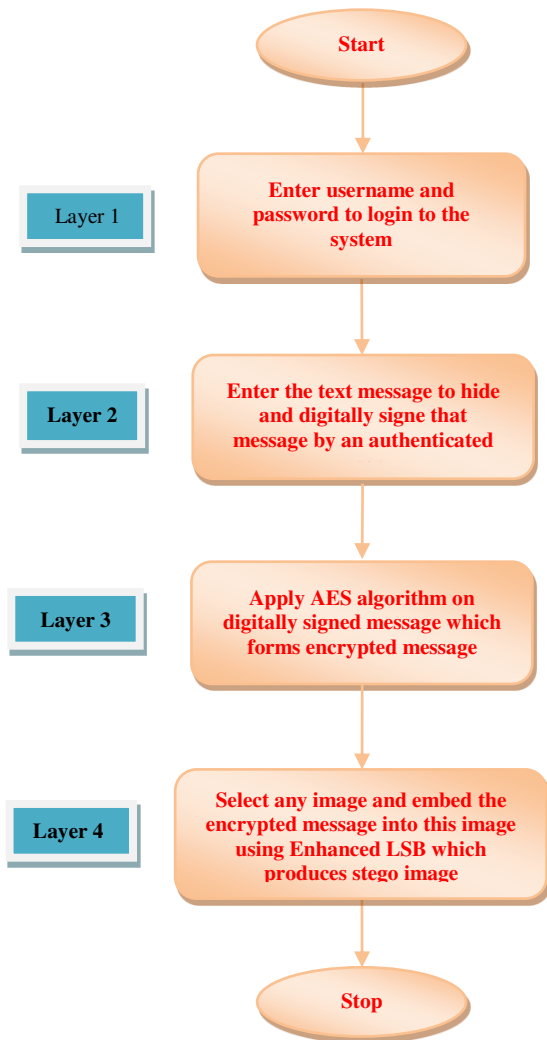 Start
Layer 1
Enter username and
password to login to the
system
Layer 2
Enter the text message to hide
and digitally signe that
message by an authenticated
Layer 3
Apply AES algorithm on
digitally signed message which
forms encrypted message
Layer 4
Select any image and embed the
encrypted message into this image
using Enhanced LSB which
produces stego image
Stop